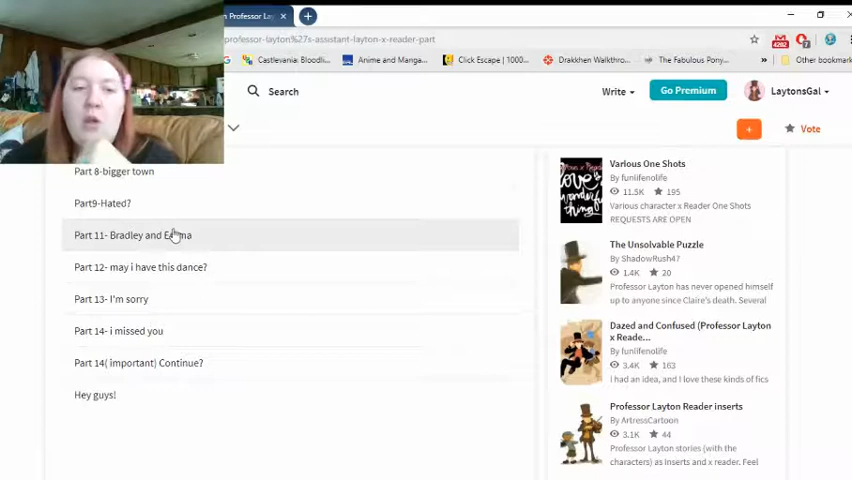 n Professor La
professor-layton%27s-assistant-layton-x-reader-part
4282
7
Castlevania: Bloodli...
Anime and Manga...
Click Escape | 1000...
Drakkhen Walkthro...
The Fabulous Pony...
»
Other bookmark
Search
Write
Go Premium
LaytonsGal
+
Vote
Part 8-bigger town
Part9-Hated?
Part 11- Bradley and
Part 12- may i have this dance?
Part 13- I'm sorry
Part 14- i missed you
Part 14( important) Continue?
Hey guys!
Various One Shots
By funlifenolife
11.5K 195
Various character x Reader One Shots
REQUESTS ARE OPEN
The Unsolvable Puzzle
By ShadowRush47
1.4K 20
Professor Layton has never opened himself
up to anyone since Claire's death. Several
Dazed and Confused (Professor Layton
x Reade...
By funlifenolife
3.4K 163
I had an idea, and I love these kinds of fics
Professor Layton Reader inserts
By ArtressCartoon
3.1K 44
Professor Layton stories (with the
characters) as Inserts and x reader. Feel